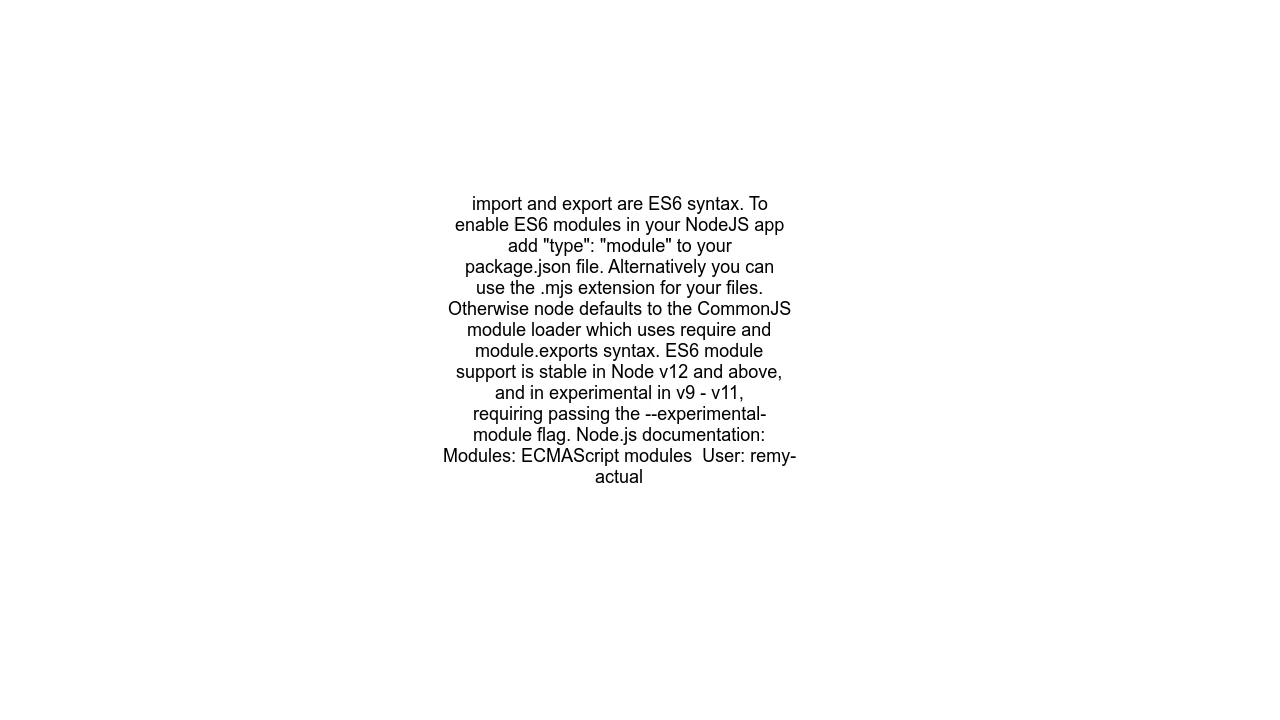 import and export are ES6 syntax. To
enable ES6 modules in your NodeJS app
add "type": "module" to your
package.json file. Alternatively you can
use the .mjs extension for your files.
Otherwise node defaults to the CommonJS
module loader which uses require and
module.exports syntax. ES6 module
support is stable in Node v12 and above,
and in experimental in v9 - v11,
requiring passing the --experimental-
module flag. Node.js documentation:
Modules: ECMAScript modules  User: remy-
actual